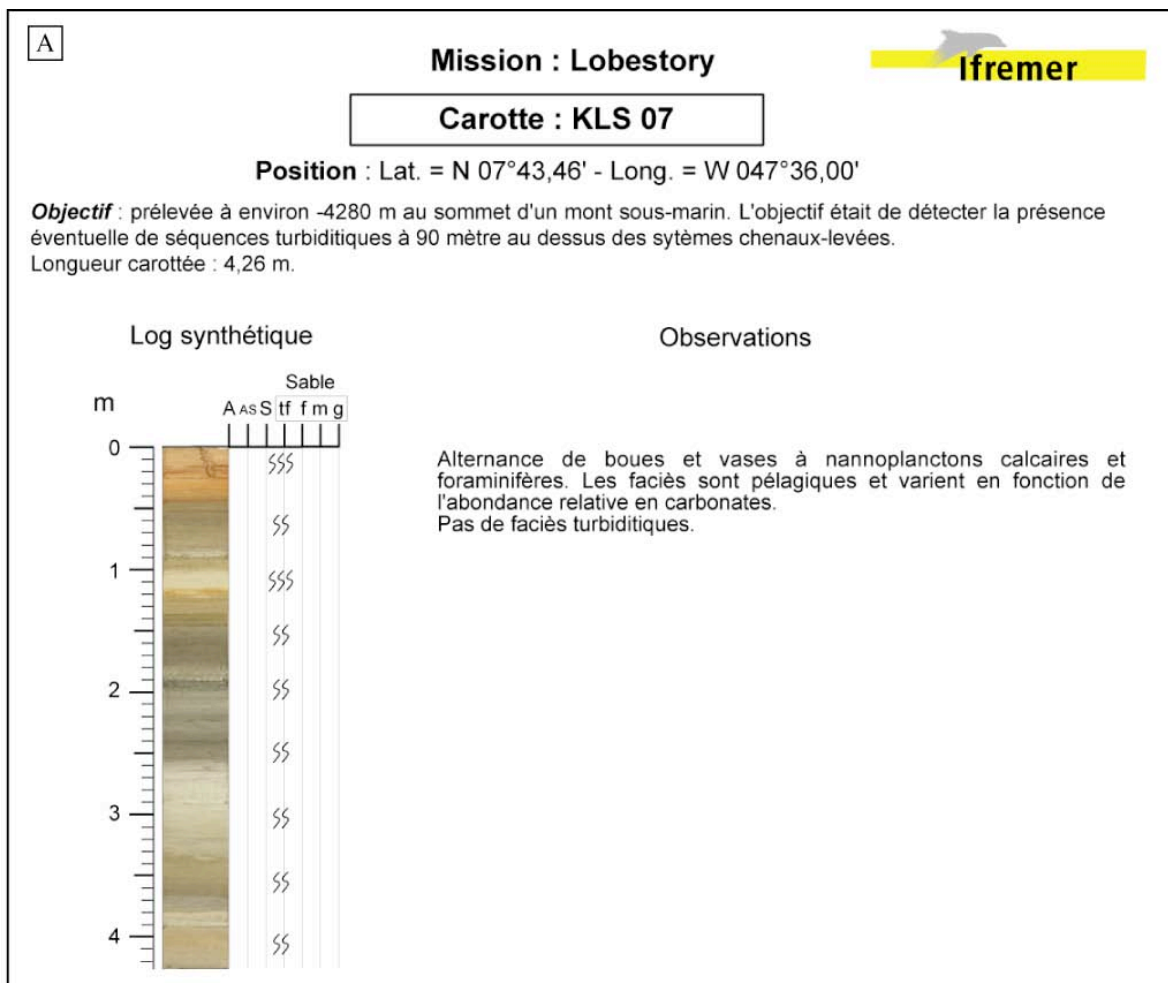 A
Mission : Lobestory
Ifremer
Carotte : KLS 07
Position : Lat. = N 07°43,46' - Long. = W 047°36,00'
Objectif : prélevée à environ -4280 m au sommet d'un mont sous-marin. L'objectif était de détecter la présence
éventuelle de séquences turbiditiques à 90 mètre au dessus des sytèmes chenaux-levées.
Longueur carottée : 4,26 m.
Log synthétique
Observations
Sable
m
A AS S tf f m g
0
Alternance de boues et vases à nannoplanctons calcaires et
foraminifères. Les faciès sont pélagiques et varient en fonction de
l'abondance relative en carbonates.
Pas de faciès turbiditiques.
1
2
3
4